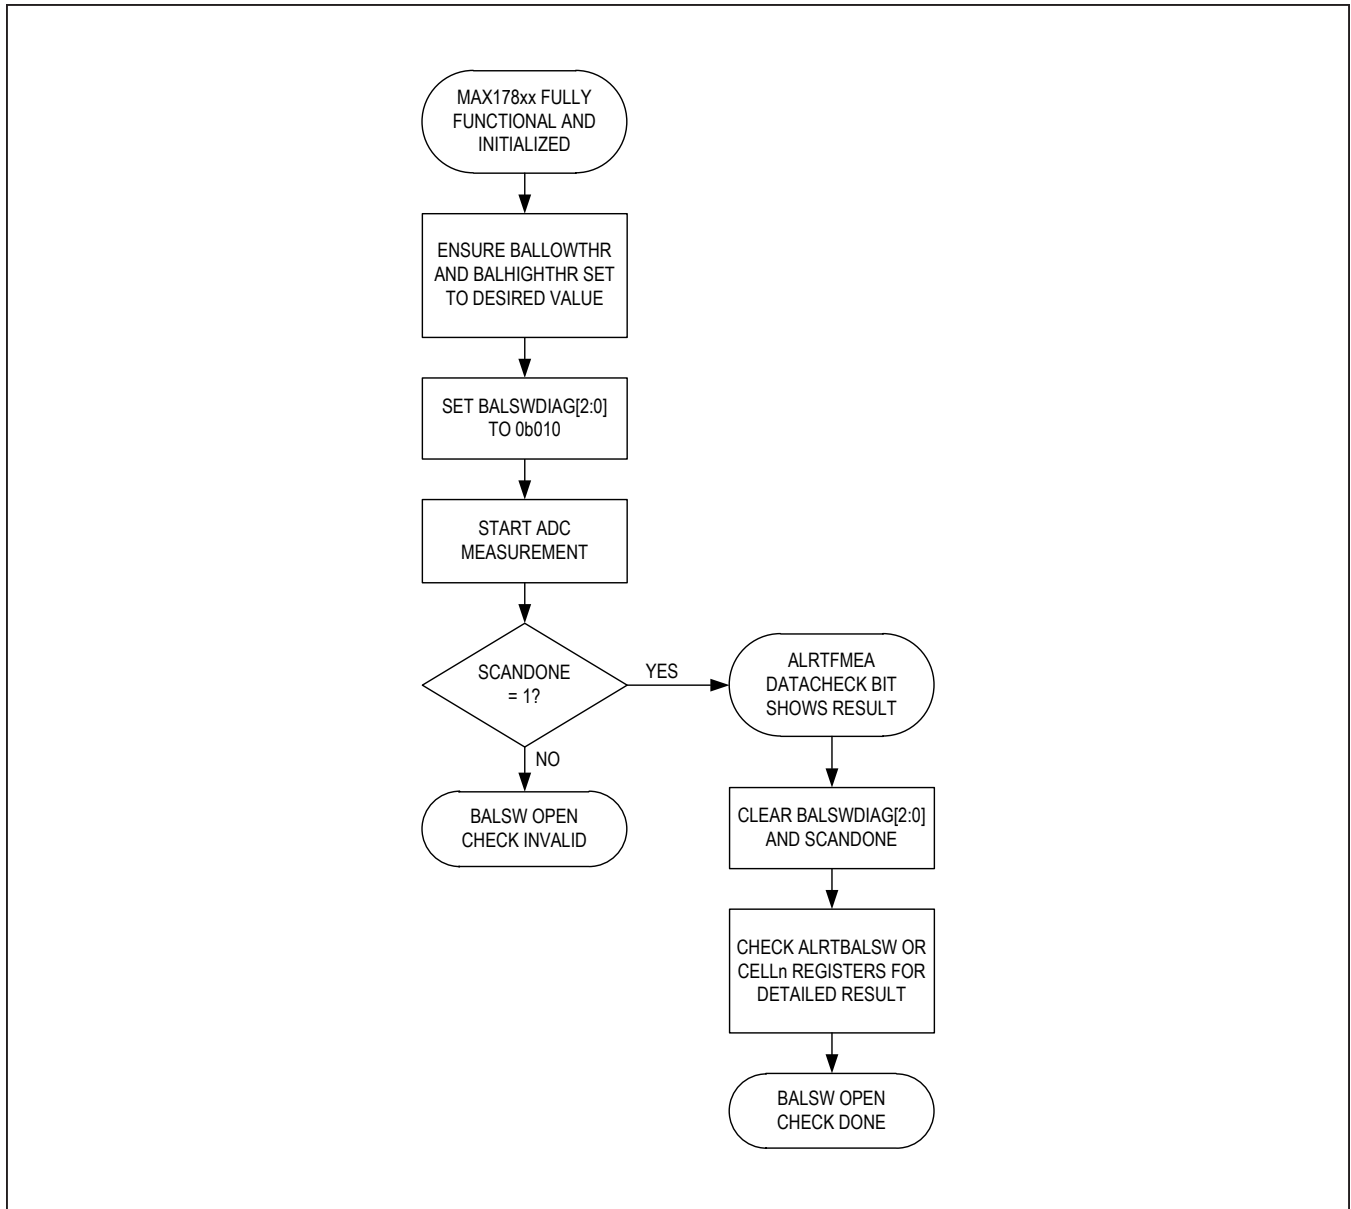 MAX178xx FULLY
FUNCTIONAL AND
INITIALIZED
ENSURE BALLOWTHR
AND BALHIGHTHR SET
TO DESIRED VALUE
SET BALSWDIAG[2:0]
TO 0b010
START ADC
MEASUREMENT
SCANDONE
= 1?
YES
NO
BALSW OPEN
CHECK INVALID
ALRTFMEA
DATACHECK BIT
SHOWS RESULT
CLEAR BALSWDIAG[2:0]
AND SCANDONE
CHECK ALRTBALSW OR
CELLn REGISTERS FOR
DETAILED RESULT
BALSW OPEN
CHECK DONE